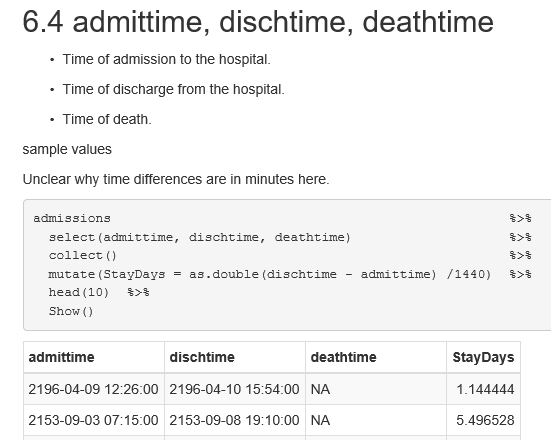 6.4 admittime, dischtime, deathtime
• Time of admission to the hospital.
• Time of discharge from the hospital.
• Time of death.
sample values
Unclear why time differences are in minutes here.
admissions %>%
select(admittime, dischtime, deathtime) %>%
collect() %>%
mutate(StayDays = as.double(dischtime - admittime) /1440) %>%
head(10) %>%
Show()
admittime dischtime deathtime StayDays
2196-04-09 12:26:00 2196-04-10 15:54:00 NA 1.144444
2153-09-03 07:15:00 2153-09-08 19:10:00 NA 5.496528